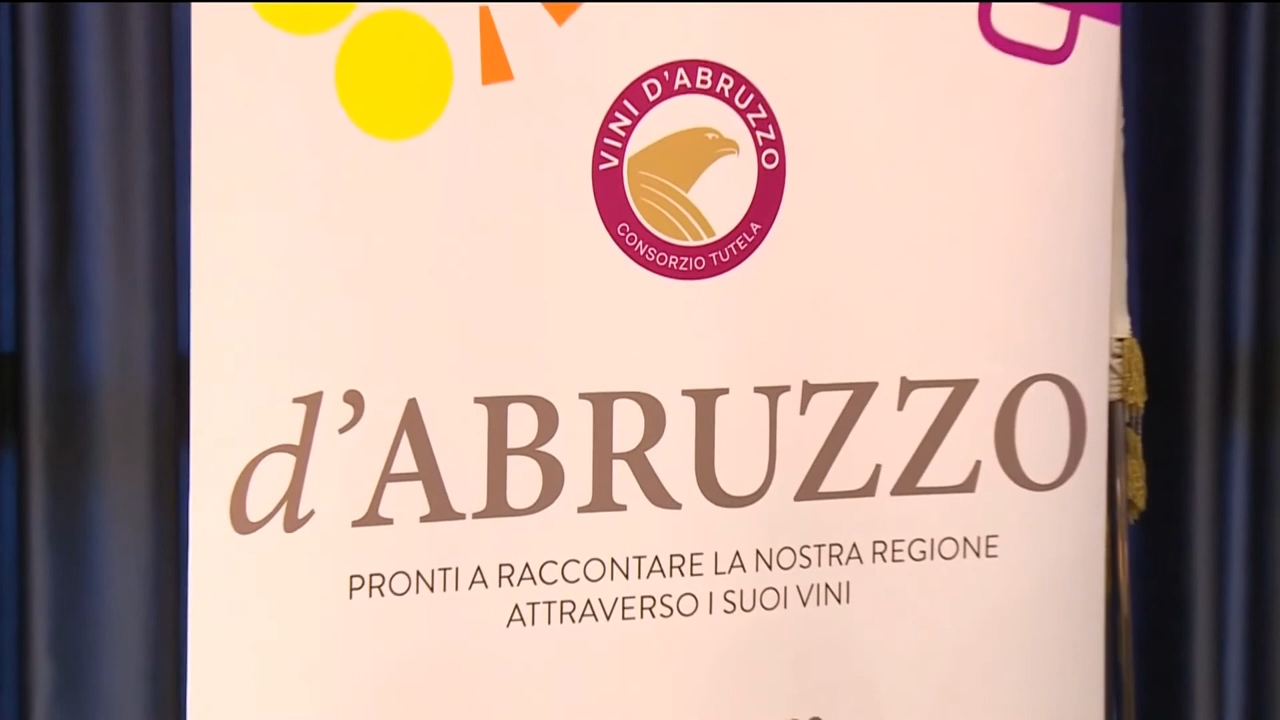 VINI D'ABRUZZO
CONSORZIO TUTELA
d'ABRUZZO
PRONTI A RACCONTARE LA NOSTRA REGIONE
ATTRAVERSO I SUOI VINI